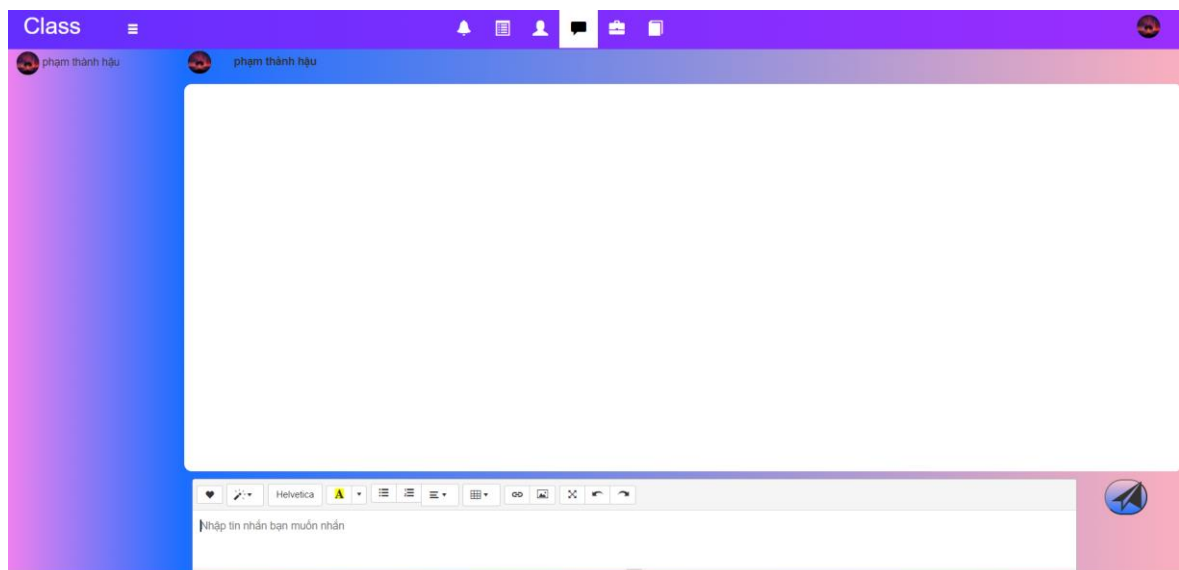 Class
phạm thành hậu
phạm thành hậu
Helvetica A
Nhập tin nhắn bạn muốn nhắn